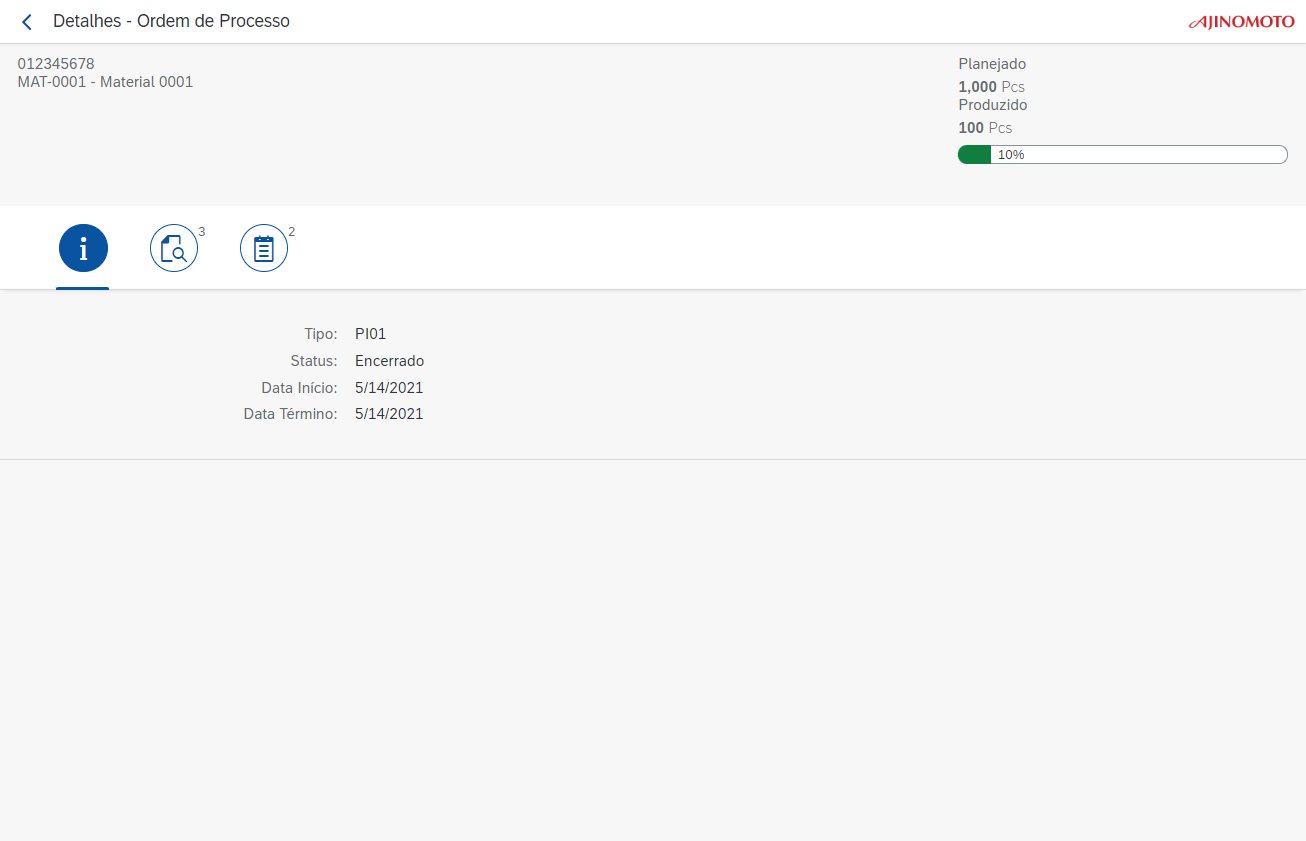 Detalhes - Ordem de Processo
AJINOMOTO
012345678
MAT-0001 - Material 0001
Planejado
1,000 Pcs
Produzido
100 Pcs
10%
i
3
2
Tipo: PI01
Status: Encerrado
Data Início: 5/14/2021
Data Término: 5/14/2021